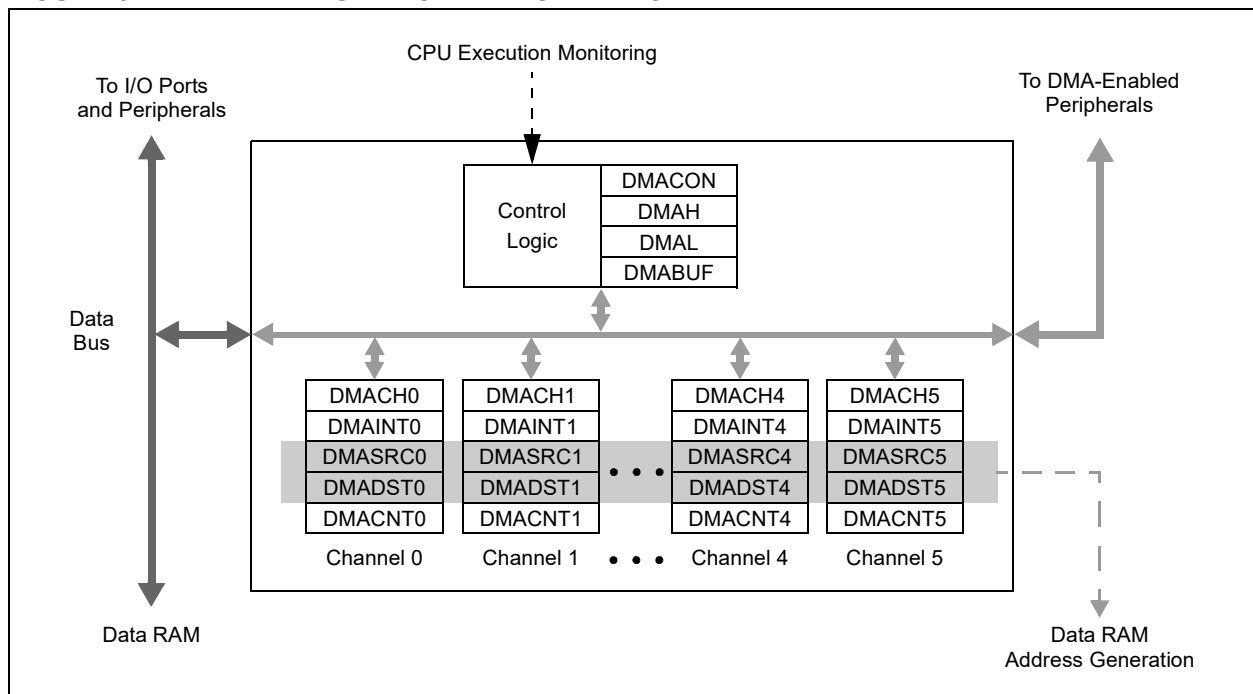 CPU Execution Monitoring
To I/O Ports
and Peripherals
To DMA-Enabled
Peripherals
Control
Logic
DMACON
DMAH
DMAL
DMABUF
Data
Bus
DMACH0
DMAINT0
DMASRC0
DMADST0
DMACNT0
Channel 0
DMACH1
DMAINT1
DMASRC1
DMADST1
DMACNT1
Channel 1
DMACH4
DMAINT4
DMASRC4
DMADST4
DMACNT4
Channel 4
DMACH5
DMAINT5
DMASRC5
DMADST5
DMACNT5
Channel 5
Data RAM
Data RAM
Address Generation